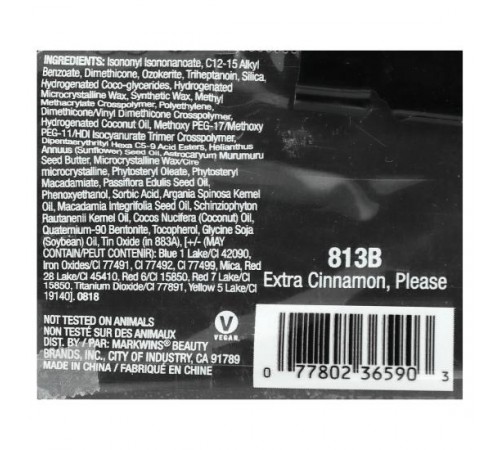 INGREDIENTS: Isononyl Isononanoate, C12-15 Alkyl
Benzoate, Dimethicone, Ozokerite, Triheptanoin, Silica,
Hydrogenated Coco-glycerides, Hydrogenated
Microcrystalline Wax, Synthetic Wax, Methyl
Methacrylate Crosspolymer, Polyethylene,
Dimethicone/Vinyl Dimethicone Crosspolymer,
Hydrogenated Coconut Oil, Methoxy PEG-17/Methoxy
PEG-11/HDI Isocyanurate Trimer Crosspolymer,
Dipentaerythrityl Hexa C5-9 Acid Esters, Helianthus
Annuus (Sunflower) Seed Oil, Astrocaryum Murumuru
Seed Butter, Microcrystalline Wax/Cire
microcrystalline, Phytosteryl Oleate, Phytosteryl
Macadamiate, Passiflora Edulis Seed Oil,
Phenoxyethanol, Sorbic Acid, Argania Spinosa Kernel
Oil, Macadamia Integrifolia Seed Oil, Schinziophyton
Rautanenii Kernel Oil, Cocos Nucifera (Coconut) Oil,
Quaternium-90 Bentonite, Tocopherol, Glycine Soja
(Soybean) Oil, Tin Oxide (in 883A). [+/- (MAY
CONTAIN/PEUT CONTENIR): Blue 1 Lake/CI 42090,
Iron Oxides/CI 77491, CI 77492, CI 77499, Mica, Red
28 Lake/CI 45410, Red 6/CI 15850, Red 7 Lake/CI
15850, Titanium Dioxide/CI 77891, Yellow 5 Lake/CI
19140]. 0818
NOT TESTED ON ANIMALS
NON TESTÉ SUR DES ANIMAUX
DIST. BY / PAR: MARKWINS® BEAUTY
BRANDS, INC., CITY OF INDUSTRY, CA 91789
MADE IN CHINA / FABRIQUÉ EN CHINE
V
VEGAN
813B
Extra Cinnamon, Please
0 77802 36590 3